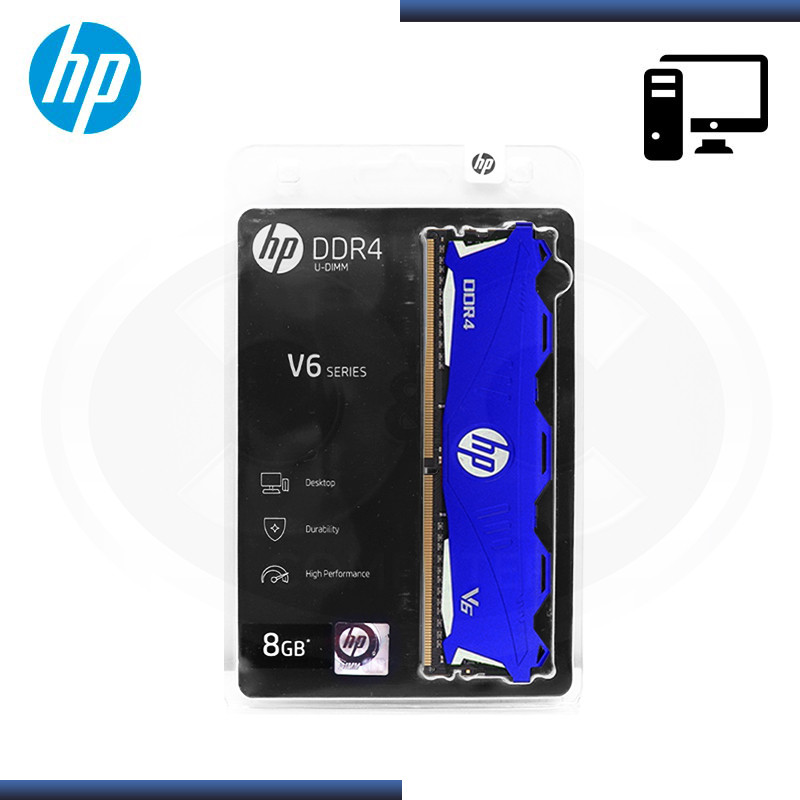 hp
hp
hp DDR4
U-DIMM
V6 SERIES
DDR4
hp
V6
Desktop
Durability
High Performance
8GB*
hp